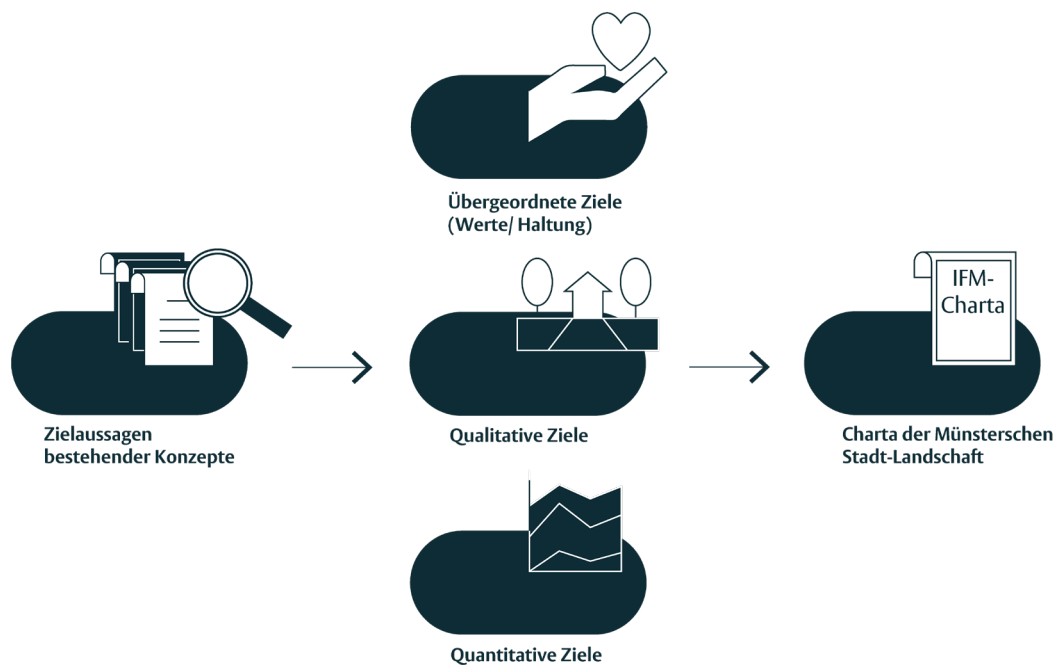 Übergeordnete Ziele
(Werte/ Haltung)
Zielaussagen
bestehender Konzepte
Qualitative Ziele
IFM-
Charta
Charta der Münsterschen
Stadt-Landschaft
Quantitative Ziele